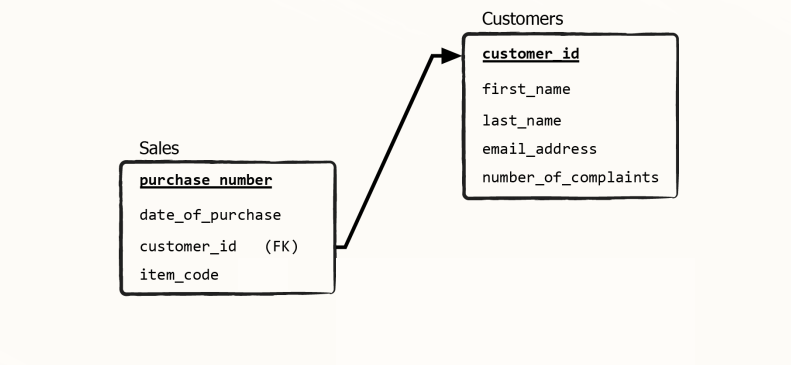 Customers
customer_id
first_name
last_name
email_address
number_of_complaints
Sales
purchase_number
date_of_purchase
customer_id (FK)
item_code